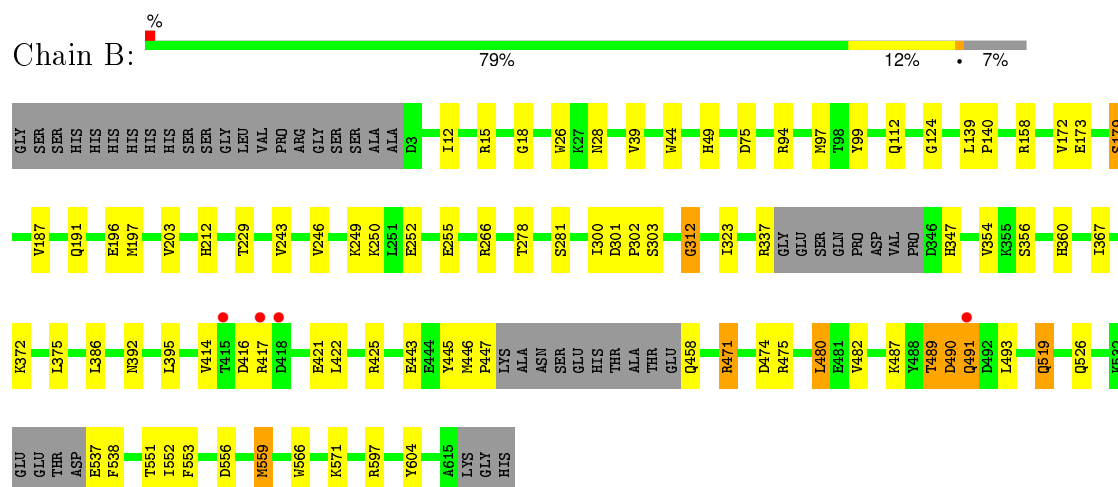 %
Chain B:
79% 12% • 7%
GLY SER SER HIS HIS HIS HIS HIS HIS SER SER GLY LEU VAL PRO ARG GLY SER SER ALA ALA D3 I12 R15 G18 W26 K27 N28 V39 W44 H49 D75 R94 M97 T98 Y99 Q112 G124 L139 P140 R158 V172 E173
V187 Q191 E196 M197 V203 H212 T229 V243 V246 K249 K250 L251 E252 E255 R266 T278 S281 I300 D301 P302 S303 G312 I323 R337 GLY GLU SER GLN PRO ASP VAL PRO D346 H347 V354 K355 S356 H360 I367
K372 L375 L386 N392 L395 V414 T415 D416 R417 D418 E421 L422 R425 E443 E444 Y445 M446 P447 LYS ALA ASN SER GLU HIS THR ALA THR GLU Q458 R471 D474 R475 L480 E481 V482 K487 Y488 T489 D490 Q491 D492 L493 Q519 Q526 K532
GLU GLU THR ASP E537 F538 T551 I552 F553 D556 M559 W566 K571 R597 Y604 A615 LYS GLY HIS